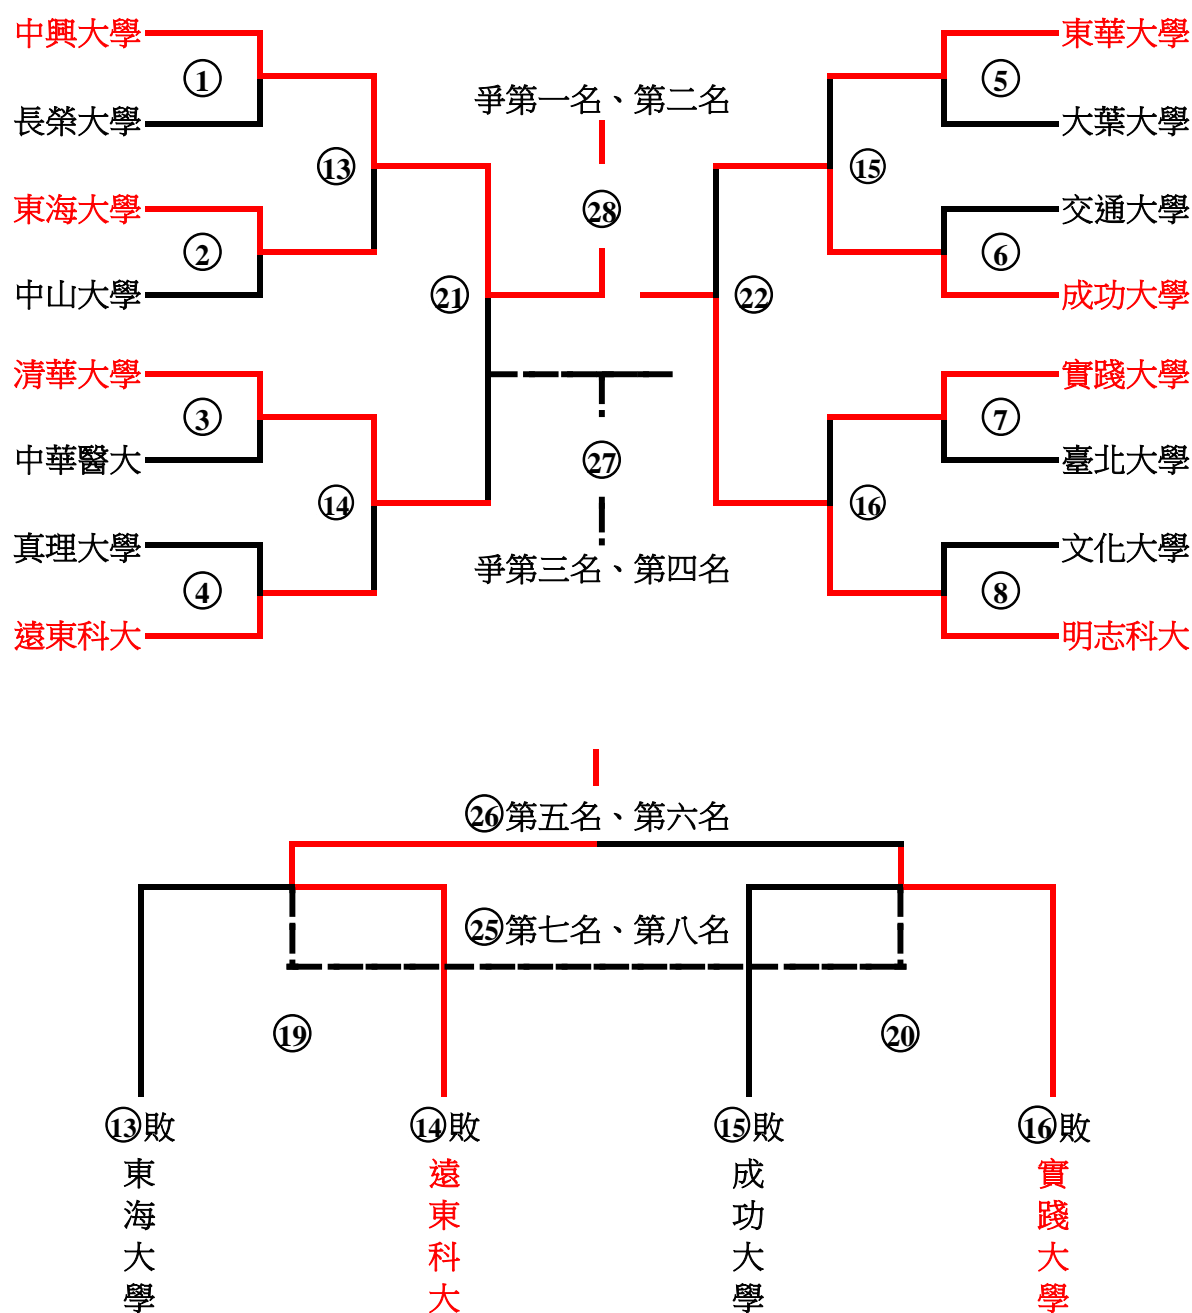 中興大學
①
長榮大學
東海大學
②
中山大學
清華大學
③
中華醫大
真理大學
④
遠東科大
⑬
⑭
㉑
爭第一名、第二名
㉘
㉗
爭第三名、第四名
㉒
⑮
⑯
東華大學
⑤
大葉大學
交通大學
⑥
成功大學
實踐大學
⑦
臺北大學
文化大學
⑧
明志科大
㉖第五名、第六名
㉕第七名、第八名
⑲
⑳
⑬敗
東海大學
⑭敗
遠東科大
⑮敗
成功大學
⑯敗
實踐大學